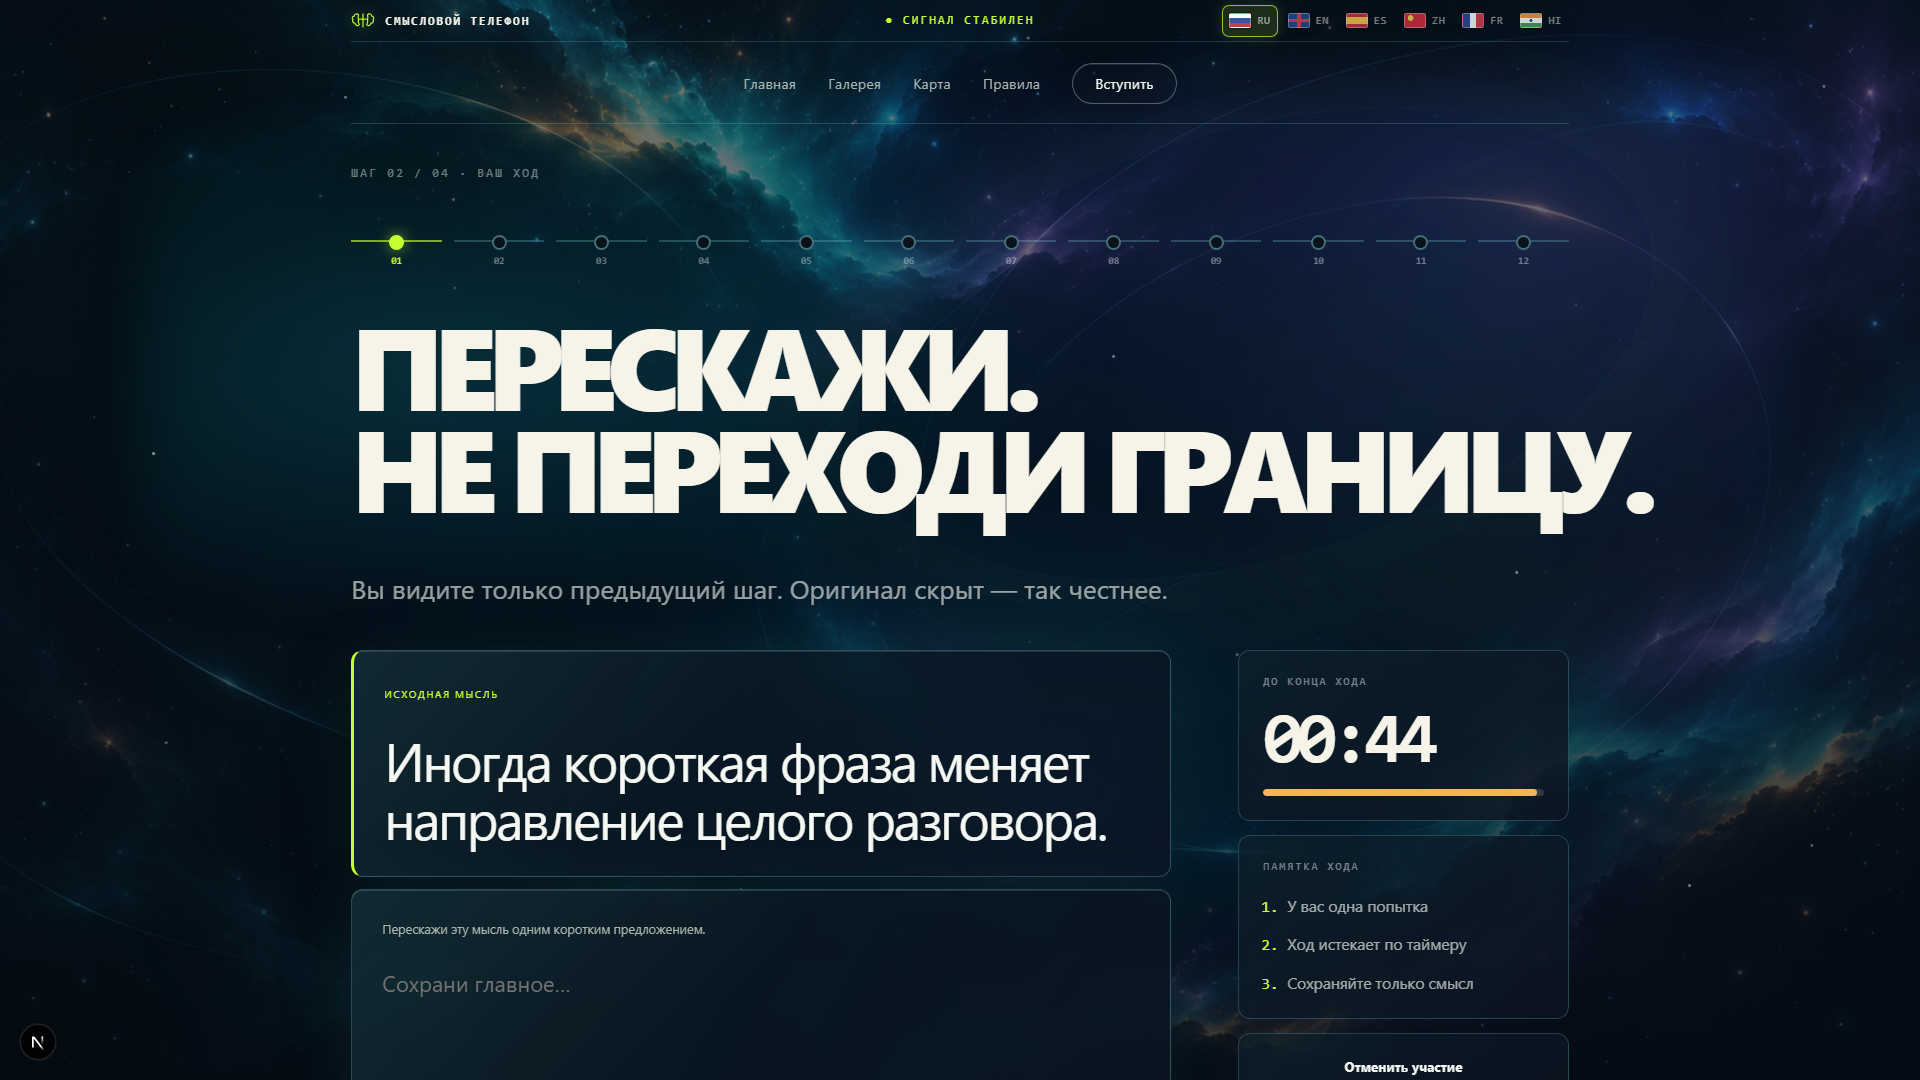 СМЫСЛОВОЙ ТЕЛЕФОН
СИГНАЛ СТАБИЛЕН
RU EN ES ZH FR HI
Главная Галерея Карта Правила Вступить
ШАГ 02 / 04 · ВАШ ХОД
01 02 03 04 05 06 07 08 09 10 11 12
ПЕРЕСКАЖИ.
НЕ ПЕРЕХОДИ ГРАНИЦУ.
Вы видите только предыдущий шаг. Оригинал скрыт — так честнее.
ИСХОДНАЯ МЫСЛЬ
Иногда короткая фраза меняет
направление целого разговора.
Перескажи эту мысль одним коротким предложением.
Сохрани главное...
ДО КОНЦА ХОДА
00:44
ПАМЯТКА ХОДА
1. У вас одна попытка
2. Ход истекает по таймеру
3. Сохраняйте только смысл
Отменить участие
N